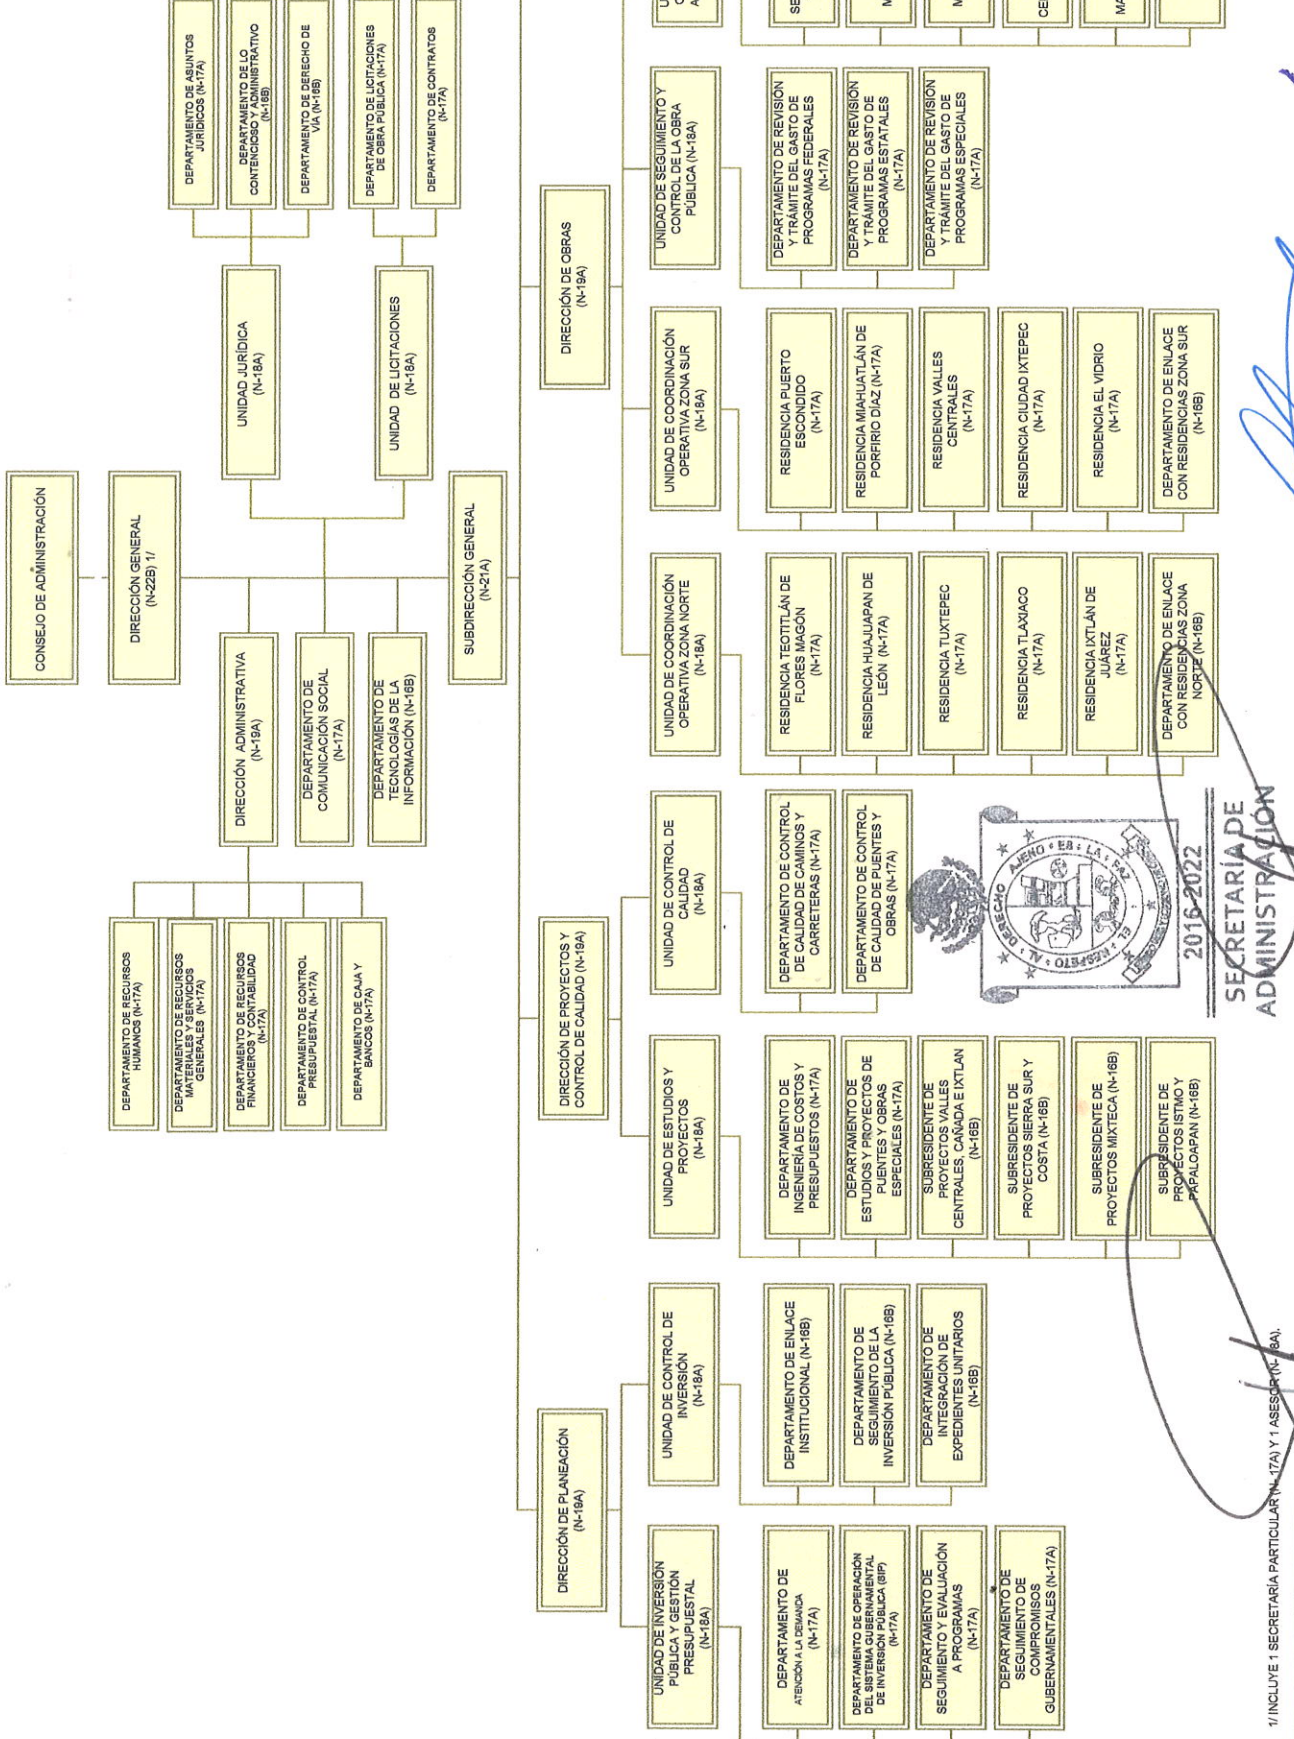 CONSEJO DE ADMINISTRACIÓN
DIRECCIÓN GENERAL
(N-22B) 1/
DIRECCIÓN ADMINISTRATIVA
(N-19A)
DEPARTAMENTO DE
COMUNICACIÓN SOCIAL
(N-17A)
DEPARTAMENTO DE
TECNOLOGÍAS DE LA
INFORMACIÓN (N-16B)
DEPARTAMENTO DE RECURSOS
HUMANOS (N-17A)
DEPARTAMENTO DE RECURSOS
MATERIALES Y SERVICIOS
GENERALES (N-17A)
DEPARTAMENTO DE RECURSOS
FINANCIEROS Y CONTABILIDAD
(N-17A)
DEPARTAMENTO DE CONTROL
PRESUPUESTAL (N-17A)
DEPARTAMENTO DE CAJA Y
BANCOS (N-17A)
UNIDAD JURÍDICA
(N-18A)
UNIDAD DE LICITACIONES
(N-18A)
DEPARTAMENTO DE ASUNTOS
JURÍDICOS (N-17A)
DEPARTAMENTO DE LO
CONTENCIOSO Y ADMINISTRATIVO
(N-16B)
DEPARTAMENTO DE DERECHO DE
VÍA (N-16B)
DEPARTAMENTO DE LICITACIONES
DE OBRA PÚBLICA (N-17A)
DEPARTAMENTO DE CONTRATOS
(N-17A)
SUBDIRECCIÓN GENERAL
(N-21A)
DIRECCIÓN DE PLANEACIÓN
(N-19A)
DIRECCIÓN DE PROYECTOS Y
CONTROL DE CALIDAD (N-19A)
DIRECCIÓN DE OBRAS
(N-19A)
UNIDAD DE INVERSIÓN
PÚBLICA Y GESTIÓN
PRESUPUESTAL
(N-18A)
DEPARTAMENTO DE
ATENCIÓN A LA DEMANDA
(N-17A)
DEPARTAMENTO DE OPERACIÓN
DEL SISTEMA GUBERNAMENTAL
DE INVERSIÓN PÚBLICA (SIP)
(N-17A)
DEPARTAMENTO DE
SEGUIMIENTO Y EVALUACIÓN
A PROGRAMAS
(N-17A)
DEPARTAMENTO DE
SEGUIMIENTO DE
COMPROMISOS
GUBERNAMENTALES (N-17A)
UNIDAD DE CONTROL DE
INVERSIÓN
(N-18A)
DEPARTAMENTO DE ENLACE
INSTITUCIONAL (N-16B)
DEPARTAMENTO DE
SEGUIMIENTO DE LA
INVERSIÓN PÚBLICA (N-16B)
DEPARTAMENTO DE
INTEGRACIÓN DE
EXPEDIENTES UNITARIOS
(N-16B)
UNIDAD DE ESTUDIOS Y
PROYECTOS
(N-18A)
DEPARTAMENTO DE
INGENIERÍA DE COSTOS Y
PRESUPUESTOS (N-17A)
DEPARTAMENTO DE
ESTUDIOS Y PROYECTOS DE
PUENTES Y OBRAS
ESPECIALES (N-17A)
SUBRESIDENTE DE
PROYECTOS VALLES
CENTRALES, CAÑADA E IXTLAN
(N-16B)
SUBRESIDENTE DE
PROYECTOS SIERRA SUR Y
COSTA (N-16B)
SUBRESIDENTE DE
PROYECTOS MIXTECA (N-16B)
SUBRESIDENTE DE
PROYECTOS ISTMO Y
PAPALOAPAN (N-16B)
UNIDAD DE CONTROL DE
CALIDAD
(N-18A)
DEPARTAMENTO DE CONTROL
DE CALIDAD DE CAMINOS Y
CARRETERAS (N-17A)
DEPARTAMENTO DE CONTROL
DE CALIDAD DE PUENTES Y
OBRAS (N-17A)
UNIDAD DE COORDINACIÓN
OPERATIVA ZONA NORTE
(N-18A)
RESIDENCIA TEOTITLÁN DE
FLORES MAGÓN
(N-17A)
RESIDENCIA HUAJUAPAN DE
LEÓN (N-17A)
RESIDENCIA TUXTEPEC
(N-17A)
RESIDENCIA TLAXIACO
(N-17A)
RESIDENCIA IXTLÁN DE
JUÁREZ
(N-17A)
DEPARTAMENTO DE ENLACE
CON RESIDENCIAS ZONA
NORTE (N-16B)
UNIDAD DE COORDINACIÓN
OPERATIVA ZONA SUR
(N-18A)
RESIDENCIA PUERTO
ESCONDIDO
(N-17A)
RESIDENCIA MIAHUATLÁN DE
PORFIRIO DÍAZ (N-17A)
RESIDENCIA VALLES
CENTRALES
(N-17A)
RESIDENCIA CIUDAD IXTEPEC
(N-17A)
RESIDENCIA EL VIDRIO
(N-17A)
DEPARTAMENTO DE ENLACE
CON RESIDENCIAS ZONA SUR
(N-16B)
UNIDAD DE SEGUIMIENTO Y
CONTROL DE LA OBRA
PÚBLICA (N-18A)
DEPARTAMENTO DE REVISIÓN
Y TRÁMITE DEL GASTO DE
PROGRAMAS FEDERALES
(N-17A)
DEPARTAMENTO DE REVISIÓN
Y TRÁMITE DEL GASTO DE
PROGRAMAS ESTATALES
(N-17A)
DEPARTAMENTO DE REVISIÓN
Y TRÁMITE DEL GASTO DE
PROGRAMAS ESPECIALES
(N-17A)
EL RESPETO AL DERECHO AJENO ES LA PAZ
2016-2022
SECRETARÍA DE
ADMINISTRACIÓN
1/ INCLUYE 1 SECRETARÍA PARTICULAR (N-17A) Y 1 ASESOR (N-18A).